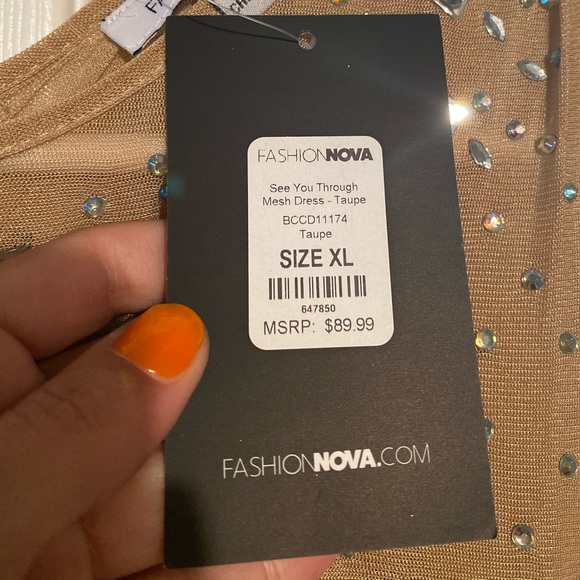 FASHIONNOVA
See You Through
Mesh Dress - Taupe
BCCD11174
Taupe
SIZE XL
647850
MSRP: $89.99
FASHIONNOVA.COM